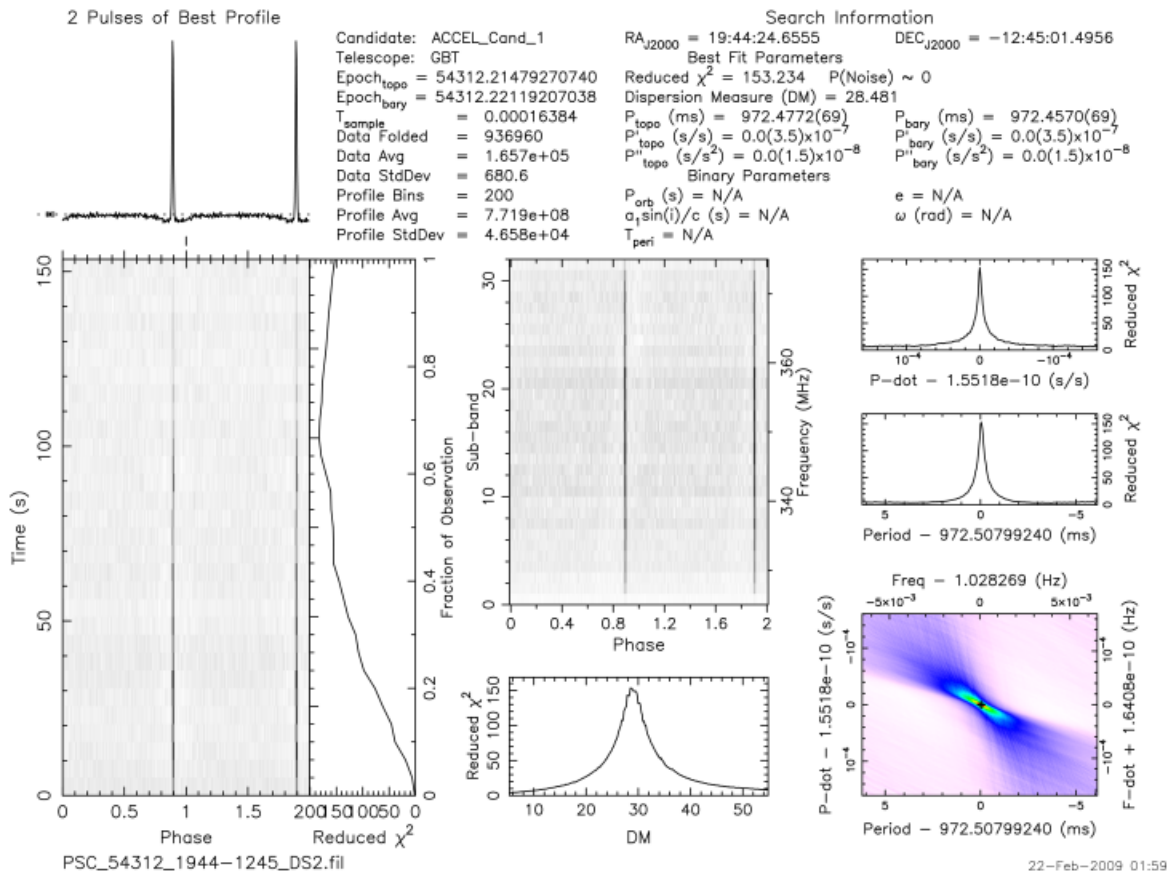 2 Pulses of Best Profile
Search Information
Candidate: ACCEL_Cand_1
Telescope: GBT
Epoch_topo = 54312.21479270740
Epoch_bary = 54312.22119207038
T_sample = 0.00016384
Data Folded = 936960
Data Avg = 1.657e+05
Data StdDev = 680.6
Profile Bins = 200
Profile Avg = 7.719e+08
Profile StdDev = 4.658e+04
RA_J2000 = 19:44:24.6555 DEC_J2000 = -12:45:01.4956
Best Fit Parameters
Reduced χ² = 153.234 P(Noise) ~ 0
Dispersion Measure (DM) = 28.481
P_topo (ms) = 972.4772(69) P_bary (ms) = 972.4570(69)
P'_topo (s/s) = 0.0(3.5)x10⁻⁷ P'_bary (s/s) = 0.0(3.5)x10⁻⁷
P''_topo (s/s²) = 0.0(1.5)x10⁻⁸ P''_bary (s/s²) = 0.0(1.5)x10⁻⁸
Binary Parameters
P_orb (s) = N/A e = N/A
a₁sin(i)/c (s) = N/A ω (rad) = N/A
T_peri = N/A
150
100
50
0
Time (s)
0 0.5 1 1.5
Phase
Reduced χ²
1
0.8
0.6
0.4
0.2
0
Fraction of Observation
30
20
10
0
Sub-band
360
340
Frequency (MHz)
0 0.4 0.8 1.2 1.6 2
Phase
150
100
50
0
Reduced χ²
10 20 30 40 50
DM
150
100
50
0
Reduced χ²
10⁻⁴ 0 -10⁻⁴
P-dot - 1.5518e-10 (s/s)
150
100
50
0
Reduced χ²
5 0 -5
Period - 972.50799240 (ms)
Freq - 1.028269 (Hz)
-5×10⁻³ 0 5×10⁻³
P-dot - 1.5518e-10 (s/s)
-10⁻⁴
0
10⁻⁴
10⁻⁴
0
-10⁻⁴
F-dot + 1.6408e-10 (Hz)
5 0 -5
Period - 972.50799240 (ms)
PSC_54312_1944-1245_DS2.fil
22-Feb-2009 01:59